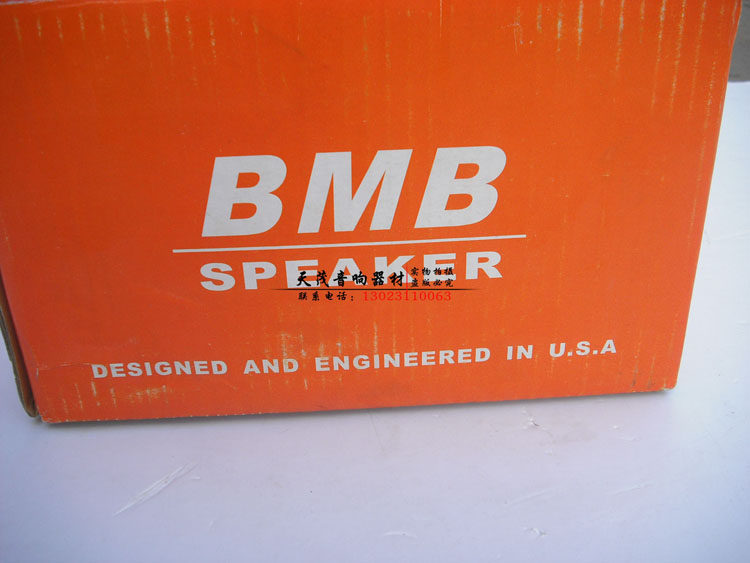 BMB
SPEAKER
天茂音响器材 实物拍摄 盗版必究
联系电话：13023110063
DESIGNED AND ENGINEERED IN U.S.A